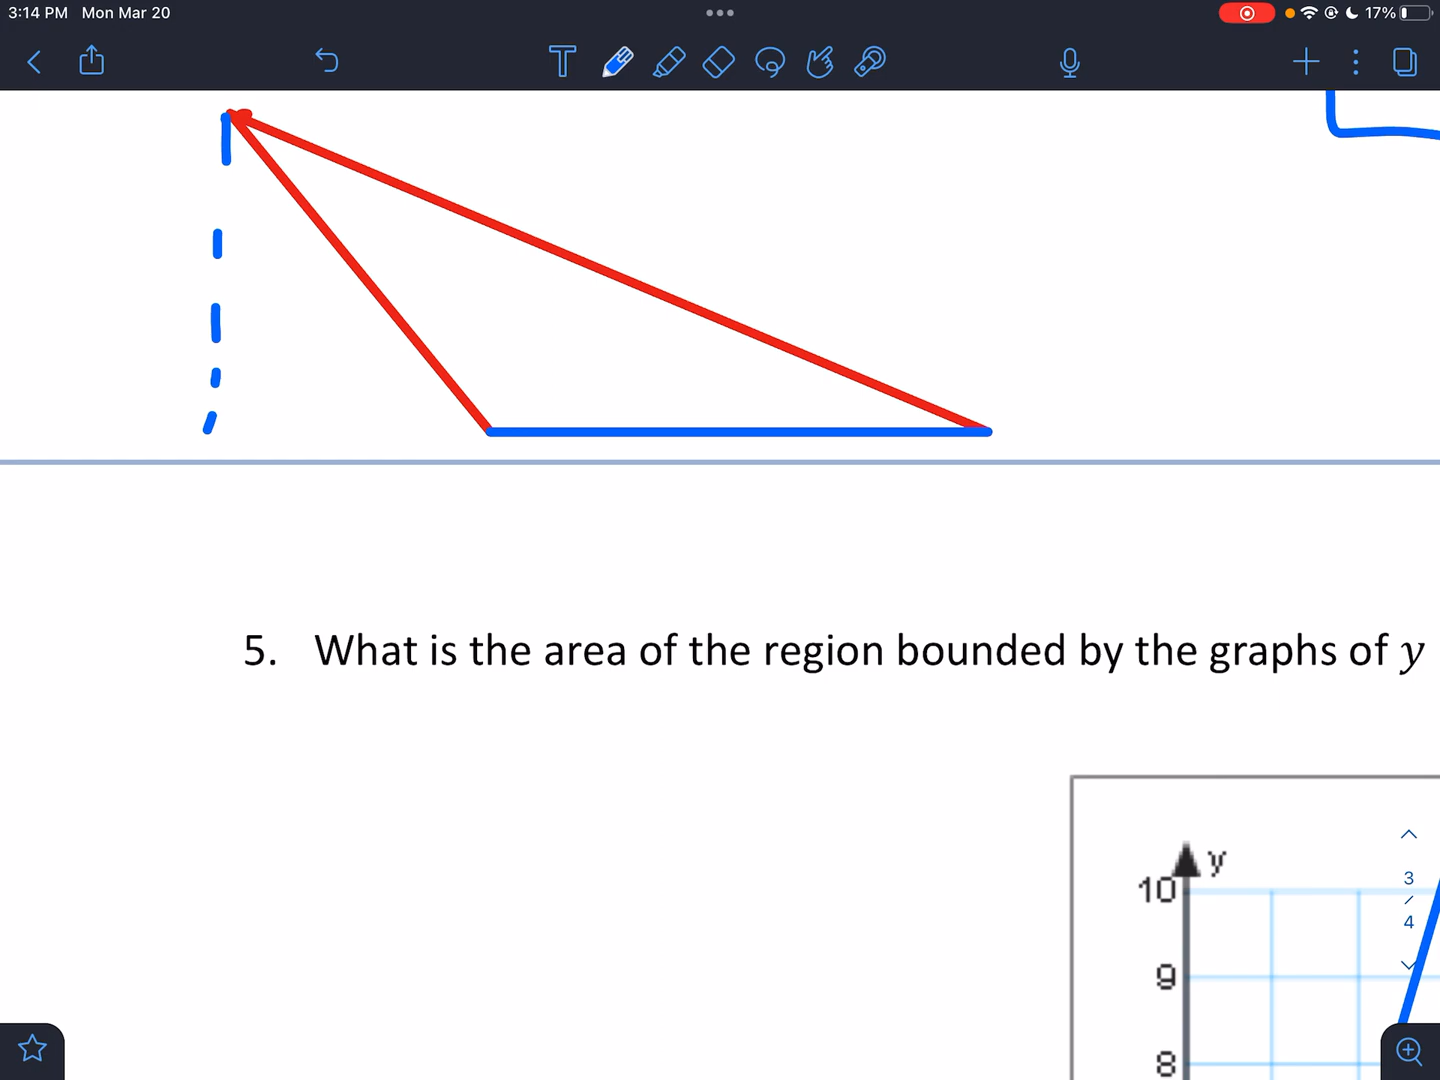 3:14 PM Mon Mar 20
17%
T
5. What is the area of the region bounded by the graphs of y
y
10
9
8
3
/
4